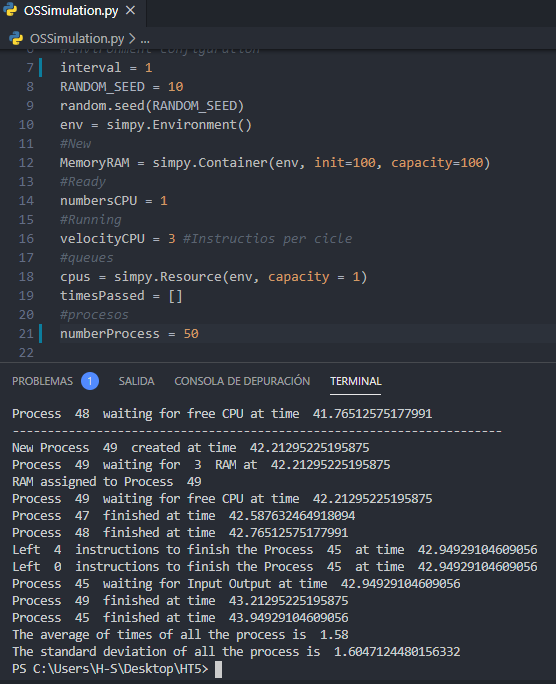 OSSimulation.py ×
OSSimulation.py > ...
6 #Environment Configuration
7 interval = 1
8 RANDOM_SEED = 10
9 random.seed(RANDOM_SEED)
10 env = simpy.Environment()
11 #New
12 MemoryRAM = simpy.Container(env, init=100, capacity=100)
13 #Ready
14 numbersCPU = 1
15 #Running
16 velocityCPU = 3 #Instructios per cicle
17 #queues
18 cpus = simpy.Resource(env, capacity = 1)
19 timesPassed = []
20 #procesos
21 numberProcess = 50
22
PROBLEMAS 1 SALIDA CONSOLA DE DEPURACIÓN TERMINAL
Process  48  waiting for free CPU at time  41.76512575177991
----------------------------------------------------------------------
New Process  49  created at time  42.21295225195875
Process  49  waiting for  3  RAM at  42.21295225195875
RAM assigned to Process  49
Process  49  waiting for free CPU at time  42.21295225195875
Process  47  finished at time  42.587632464918094
Process  48  finished at time  42.76512575177991
Left  4  instructions to finish the Process  45  at time  42.94929104609056
Left  0  instructions to finish the Process  45  at time  42.94929104609056
Process  45  waiting for Input Output at time  42.94929104609056
Process  49  finished at time  43.21295225195875
Process  45  finished at time  43.94929104609056
The average of times of all the process is  1.58
The standard deviation of all the process is  1.6047124480156332
PS C:\Users\H-S\Desktop\HT5>